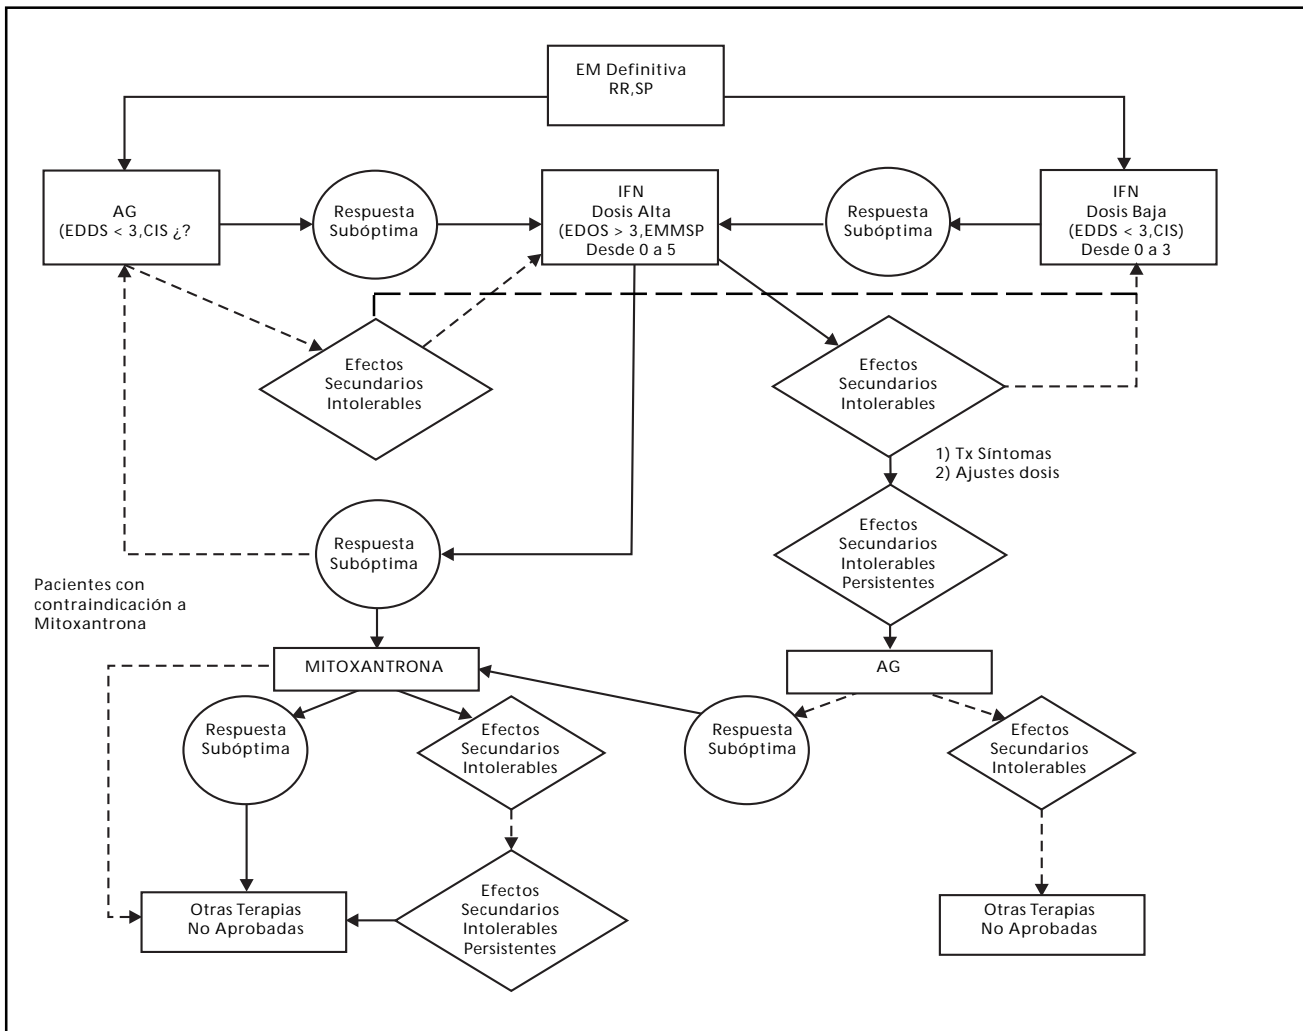 EM Definitiva
RR,SP
AG
(EDDS < 3,CIS ¿?
Respuesta
Subóptima
IFN
Dosis Alta
(EDOS > 3,EMMSP
Desde 0 a 5
Respuesta
Subóptima
IFN
Dosis Baja
(EDDS < 3,CIS)
Desde 0 a 3
Efectos
Secundarios
Intolerables
Efectos
Secundarios
Intolerables
1) Tx Síntomas
2) Ajustes dosis
Respuesta
Subóptima
Efectos
Secundarios
Intolerables
Persistentes
Pacientes con
contraindicación a
Mitoxantrona
MITOXANTRONA
AG
Respuesta
Subóptima
Efectos
Secundarios
Intolerables
Respuesta
Subóptima
Efectos
Secundarios
Intolerables
Otras Terapias
No Aprobadas
Efectos
Secundarios
Intolerables
Persistentes
Otras Terapias
No Aprobadas